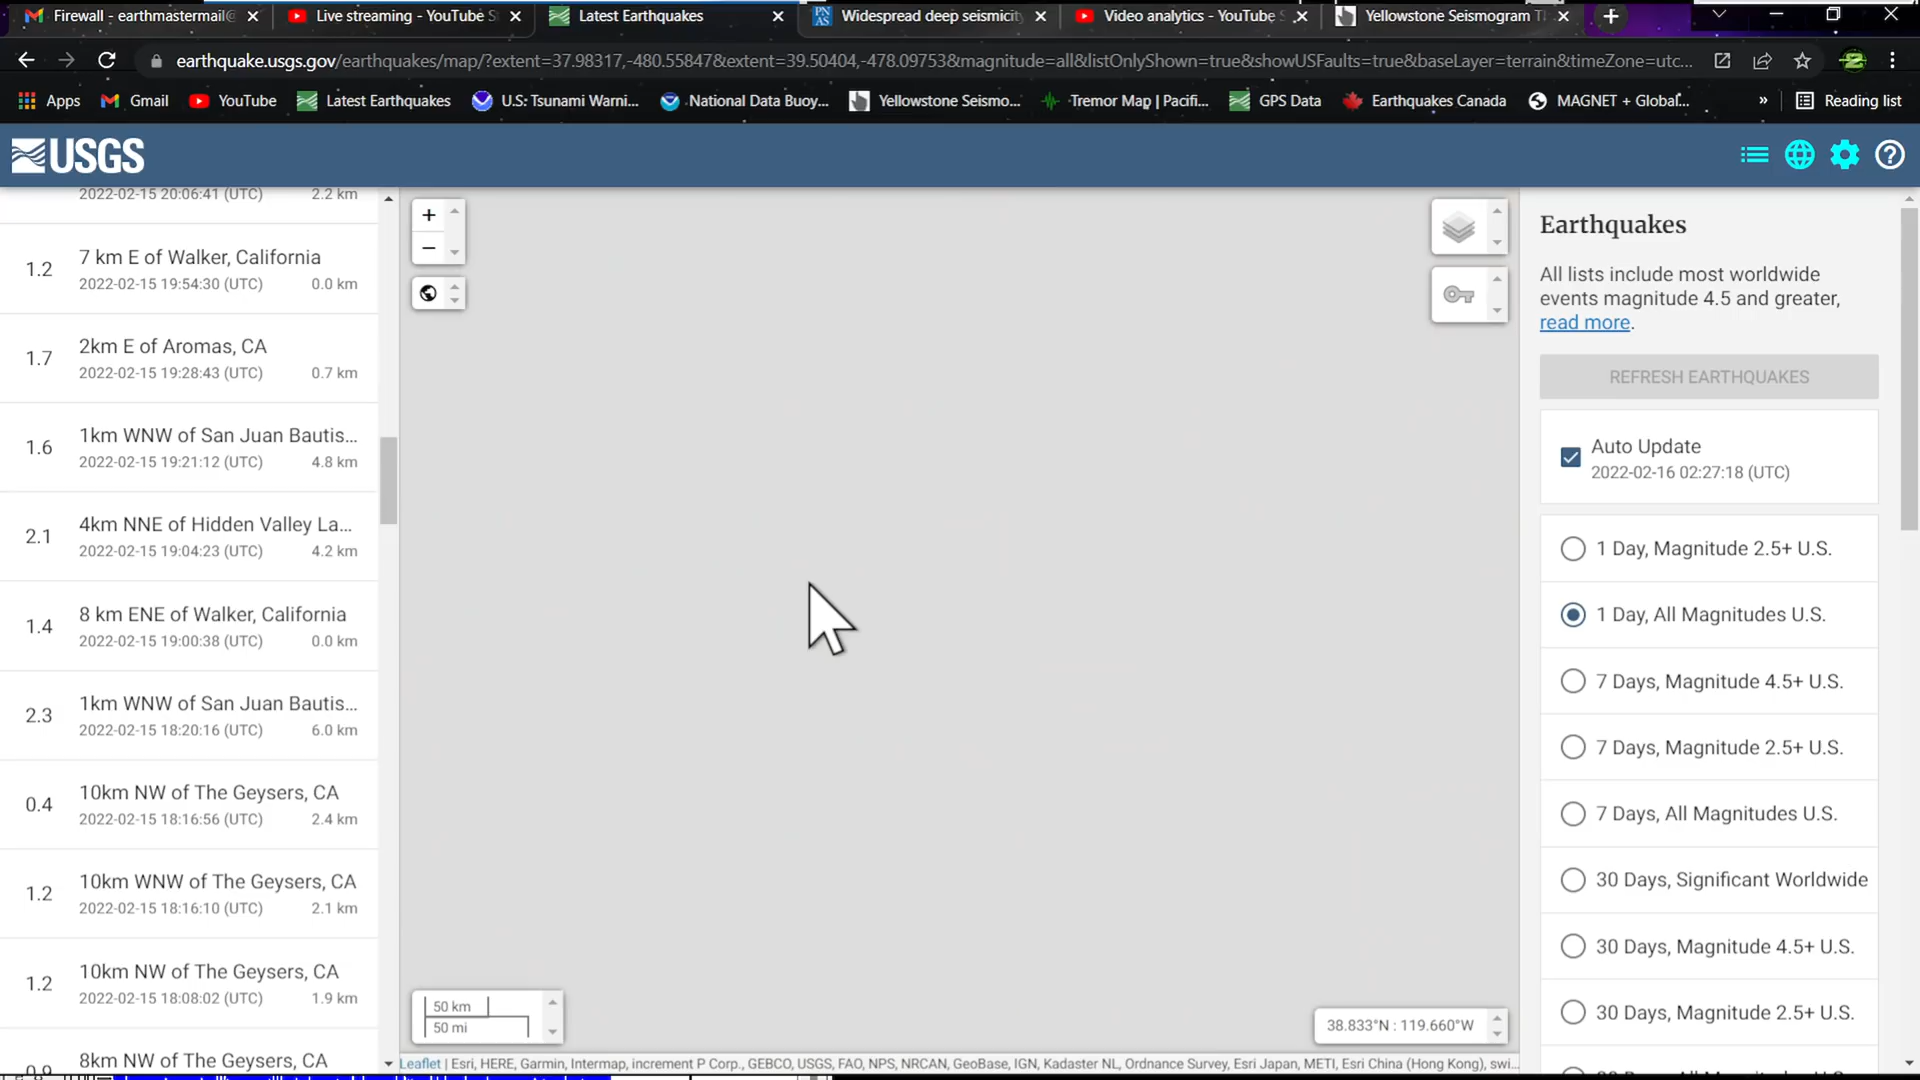 Firewall - earthmastermail@
Live streaming - YouTube S
Latest Earthquakes
Widespread deep seismicity
Video analytics - YouTube S
Yellowstone Seismogram T
earthquake.usgs.gov/earthquakes/map/?extent=37.98317,-480.55847&extent=39.50404,-478.09753&magnitude=all&listOnlyShown=true&showUSFaults=true&baseLayer=terrain&timeZone=utc...
Apps
Gmail
YouTube
Latest Earthquakes
U.S. Tsunami Warni...
National Data Buoy...
Yellowstone Seismo...
Tremor Map | Pacifi...
GPS Data
Earthquakes Canada
MAGNET + Global...
»
Reading list
USGS
2022-02-15 20:06:41 (UTC) 2.2 km
1.2
7 km E of Walker, California
2022-02-15 19:54:30 (UTC) 0.0 km
1.7
2km E of Aromas, CA
2022-02-15 19:28:43 (UTC) 0.7 km
1.6
1km WNW of San Juan Bautis...
2022-02-15 19:21:12 (UTC) 4.8 km
2.1
4km NNE of Hidden Valley La...
2022-02-15 19:04:23 (UTC) 4.2 km
1.4
8 km ENE of Walker, California
2022-02-15 19:00:38 (UTC) 0.0 km
2.3
1km WNW of San Juan Bautis...
2022-02-15 18:20:16 (UTC) 6.0 km
0.4
10km NW of The Geysers, CA
2022-02-15 18:16:56 (UTC) 2.4 km
1.2
10km WNW of The Geysers, CA
2022-02-15 18:16:10 (UTC) 2.1 km
1.2
10km NW of The Geysers, CA
2022-02-15 18:08:02 (UTC) 1.9 km
0.9
8km NW of The Geysers, CA
+
−
50 km
50 mi
38.833°N : 119.660°W
Leaflet | Esri, HERE, Garmin, Intermap, increment P Corp., GEBCO, USGS, FAO, NPS, NRCAN, GeoBase, IGN, Kadaster NL, Ordnance Survey, Esri Japan, METI, Esri China (Hong Kong), swi...
Earthquakes
All lists include most worldwide
events magnitude 4.5 and greater,
read more.
REFRESH EARTHQUAKES
Auto Update
2022-02-16 02:27:18 (UTC)
1 Day, Magnitude 2.5+ U.S.
1 Day, All Magnitudes U.S.
7 Days, Magnitude 4.5+ U.S.
7 Days, Magnitude 2.5+ U.S.
7 Days, All Magnitudes U.S.
30 Days, Significant Worldwide
30 Days, Magnitude 4.5+ U.S.
30 Days, Magnitude 2.5+ U.S.